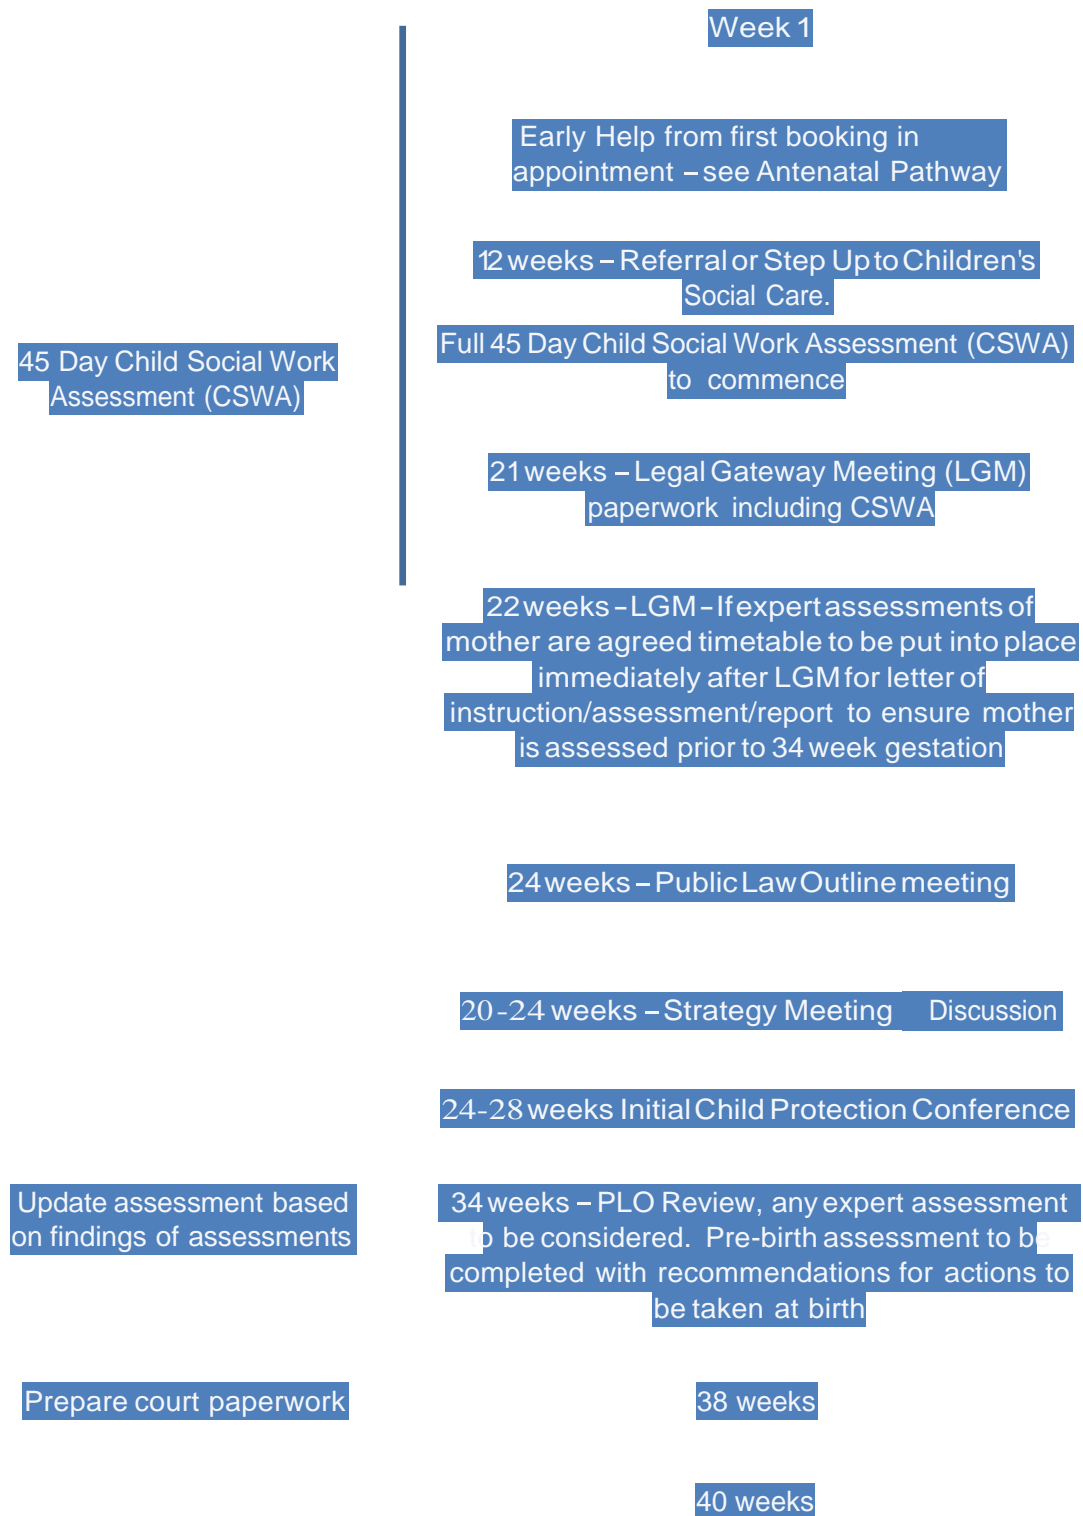 Week 1
Early Help from first booking in
appointment – see Antenatal Pathway
12 weeks – Referral or Step Up to Children's
Social Care.
Full 45 Day Child Social Work Assessment (CSWA)
to commence
45 Day Child Social Work
Assessment (CSWA)
21 weeks – Legal Gateway Meeting (LGM)
paperwork including CSWA
22 weeks – LGM – If expert assessments of
mother are agreed timetable to be put into place
immediately after LGM for letter of
instruction/assessment/report to ensure mother
is assessed prior to 34 week gestation
24 weeks – Public Law Outline meeting
20-24 weeks – Strategy Meeting Discussion
24-28 weeks Initial Child Protection Conference
Update assessment based
on findings of assessments
34 weeks – PLO Review, any expert assessment
to be considered. Pre-birth assessment to be
completed with recommendations for actions to
be taken at birth
Prepare court paperwork
38 weeks
40 weeks